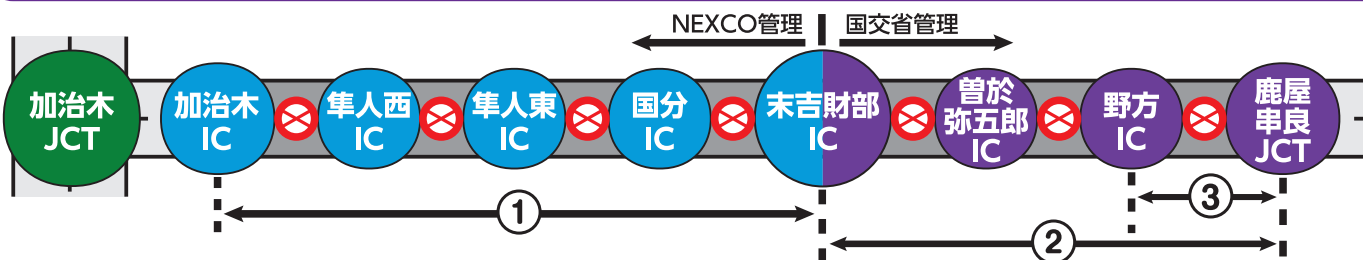 NEXCO管理
国交省管理
加治木
JCT
加治木
IC
隼人西
IC
隼人東
IC
国分
IC
末吉財部
IC
曽於
弥五郎
IC
野方
IC
鹿屋
串良
JCT
①
③
②